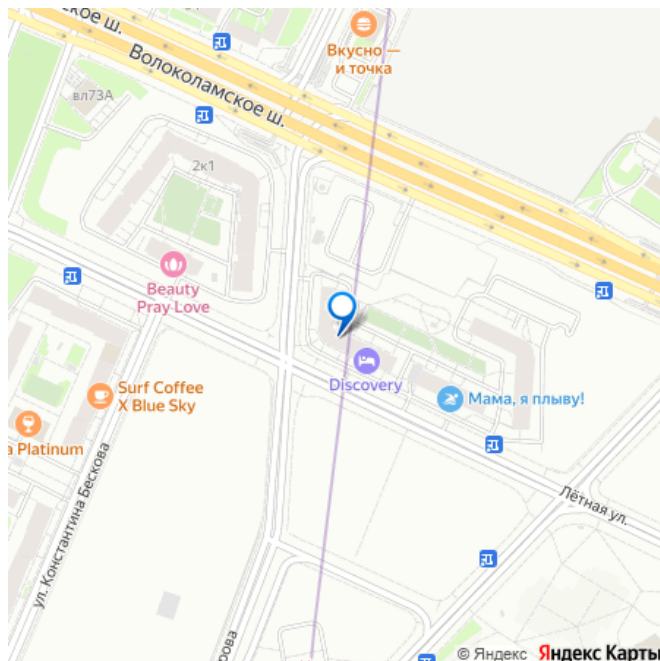 Вкусно —
и точка
ское ш.
Волоколамское ш.
вл73А
2к1
Beauty
Pray Love
Surf Coffee
X Blue Sky
a Platinum
Discovery
Мама, я плыву!
Лётная ул.
ул. Константина Бескова
рова
© Яндекс Яндекс Карты